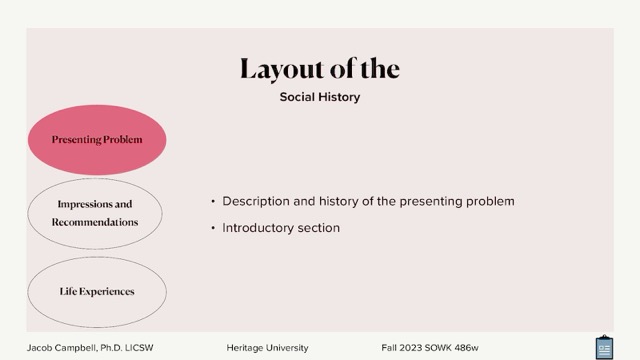 Layout of the
Social History
Presenting Problem
Impressions and
Recommendations
Life Experiences
• Description and history of the presenting problem
• Introductory section
Jacob Campbell, Ph.D. LICSW
Heritage University
Fall 2023 SOWK 486w